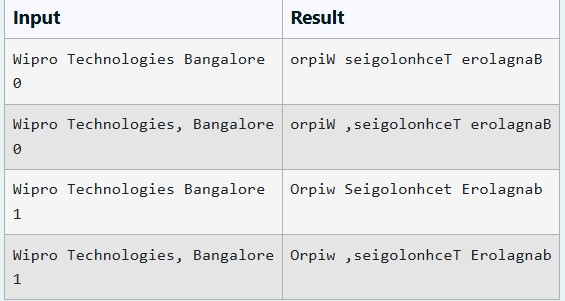 Input Result
Wipro Technologies Bangalore orpiW seigolonhceT erolagnaB
0
Wipro Technologies, Bangalore orpiW ,seigolonhceT erolagnaB
0
Wipro Technologies Bangalore Orpiw Seigolonhcet Erolagnab
1
Wipro Technologies, Bangalore Orpiw ,seigolonhceT Erolagnab
1